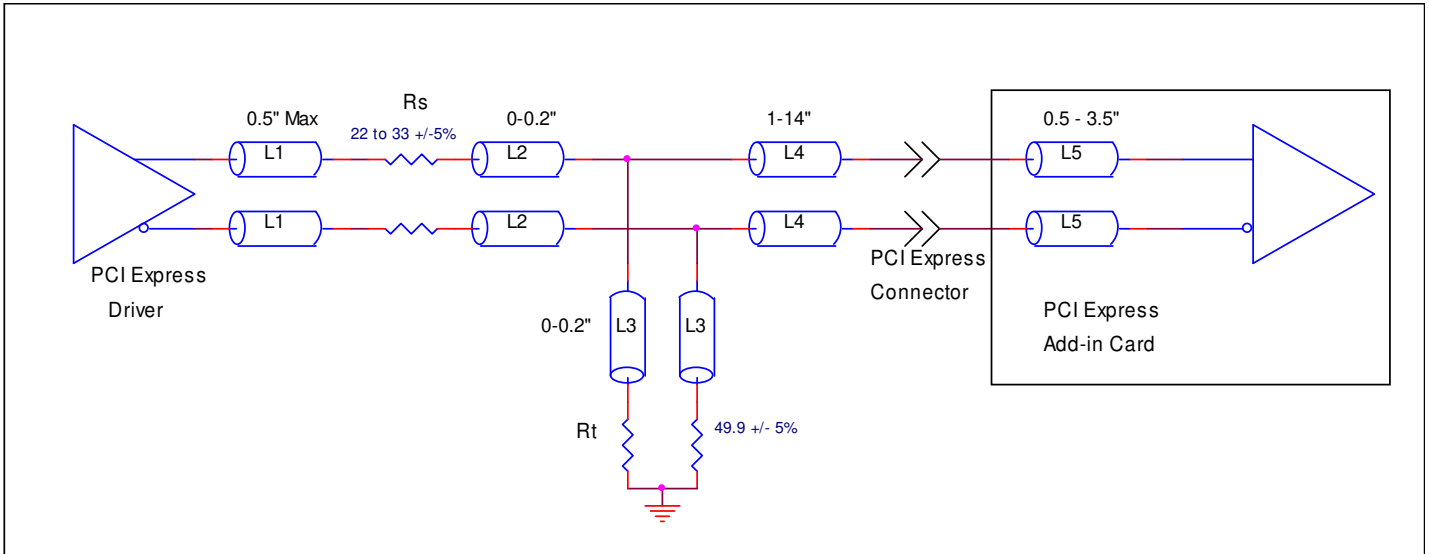 Rs
0.5" Max
22 to 33 +/-5%
0-0.2"
1-14"
0.5 - 3.5"
L1
L2
L4
L5
L1
L2
L4
L5
PCI Express
Driver
PCI Express
Connector
0-0.2"
L3
L3
PCI Express
Add-in Card
Rt
49.9 +/- 5%